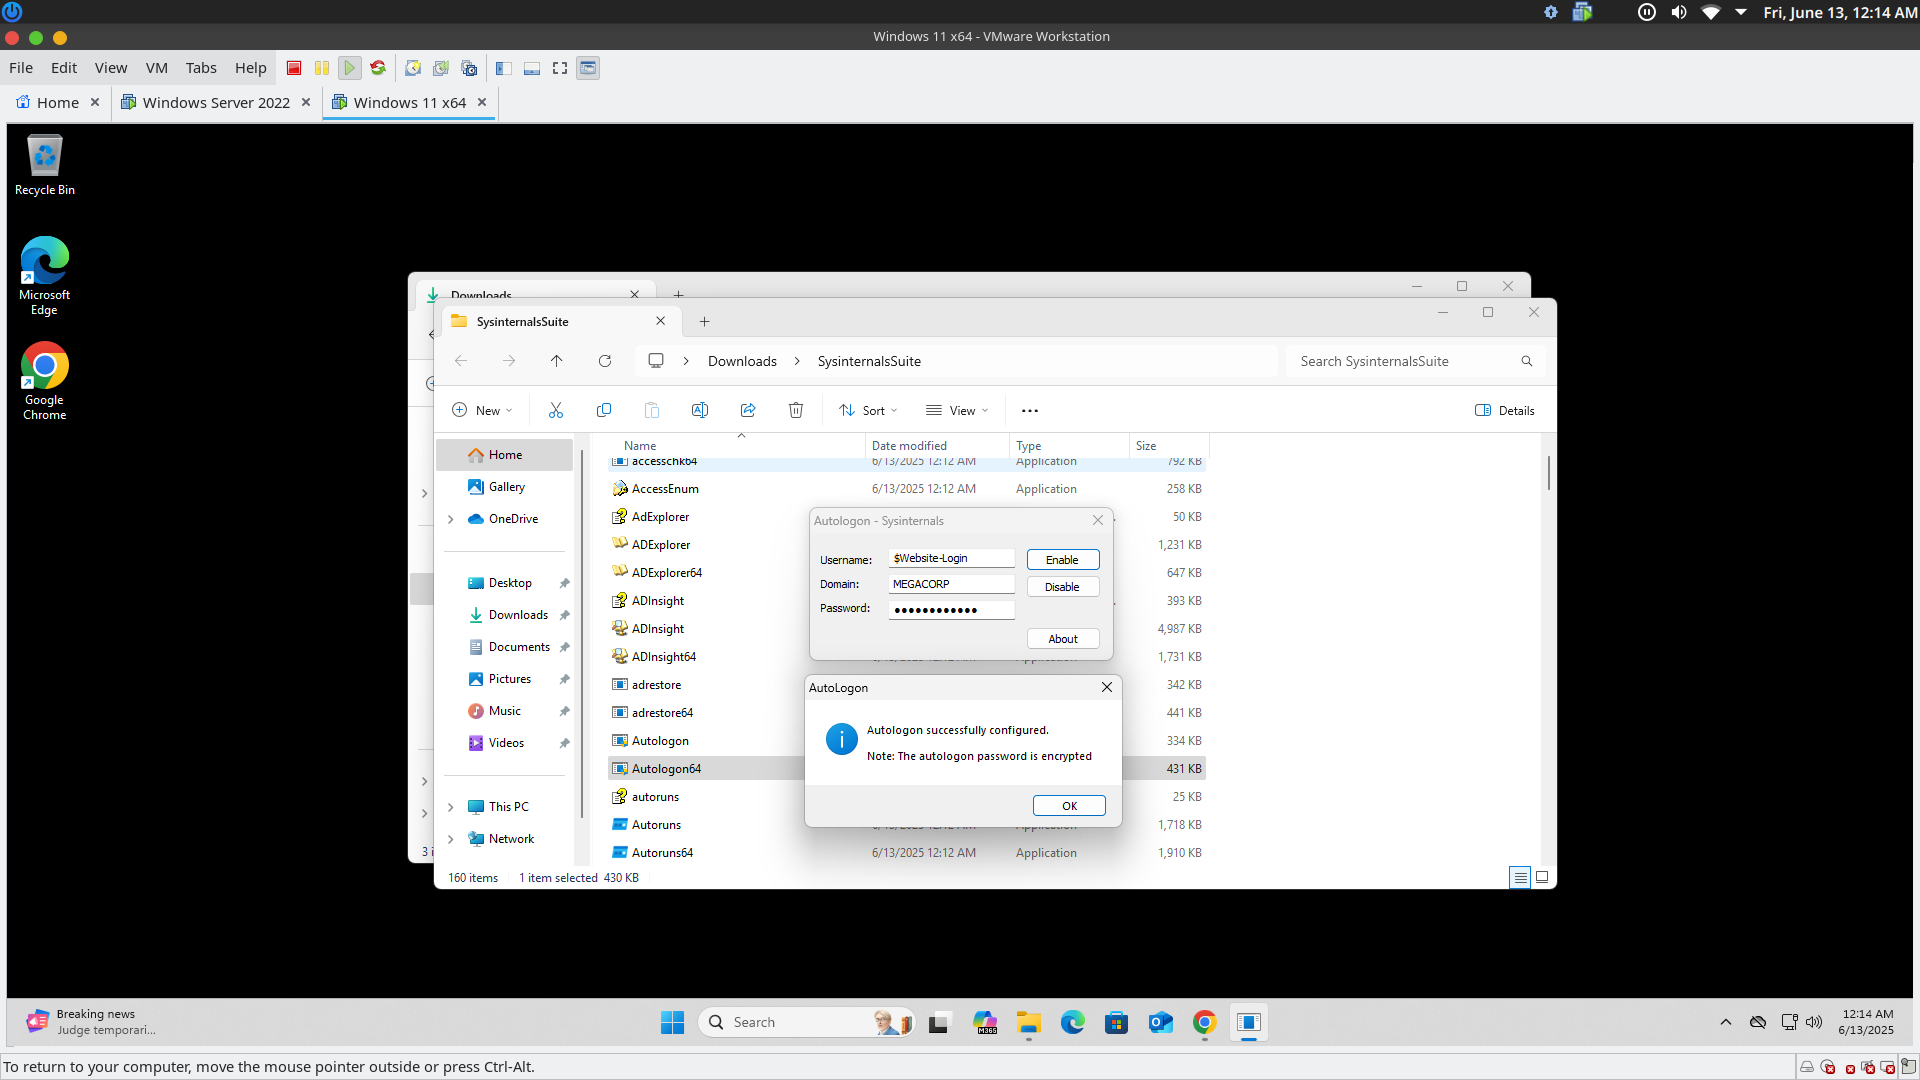 Fri, June 13, 12:14 AM
Windows 11 x64 - VMware Workstation
File Edit View VM Tabs Help
Home Windows Server 2022 Windows 11 x64
Recycle Bin
Microsoft
Edge
Google
Chrome
Downloads
SysinternalsSuite
Downloads SysinternalsSuite Search SysinternalsSuite
New Sort View Details
Home
Gallery
OneDrive
Desktop
Downloads
Documents
Pictures
Music
Videos
This PC
Network
Name Date modified Type Size
accesschk64 6/13/2025 12:12 AM Application 792 KB
AccessEnum 6/13/2025 12:12 AM Application 258 KB
AdExplorer 50 KB
ADExplorer 1,231 KB
ADExplorer64 647 KB
ADInsight 393 KB
ADInsight 4,987 KB
ADInsight64 1,731 KB
adrestore 342 KB
adrestore64 441 KB
Autologon 334 KB
Autologon64 431 KB
autoruns 25 KB
Autoruns 1,718 KB
Autoruns64 6/13/2025 12:12 AM Application 1,910 KB
3 i
160 items 1 item selected 430 KB
Autologon - Sysinternals
Username: $Website-Login Enable
Domain: MEGACORP Disable
Password: ●●●●●●●●●●●●
About
AutoLogon
Autologon successfully configured.
Note: The autologon password is encrypted
OK
Breaking news
Judge temporari...
Search
M365
12:14 AM
6/13/2025
To return to your computer, move the mouse pointer outside or press Ctrl-Alt.